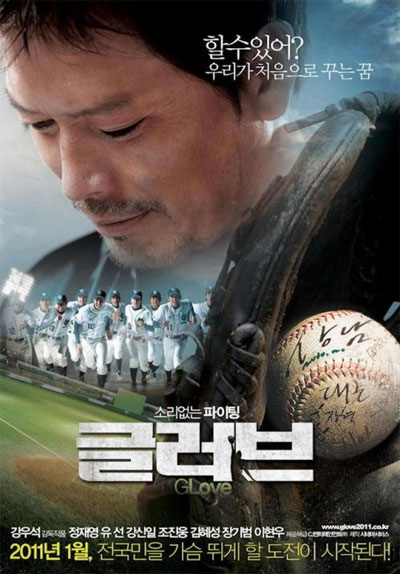 할수있어?
우리가 처음으로 꾸는 꿈
소리없는 파이팅
글러브
GLove
www.glove2011.co.kr
강우석 감독작품 정재영 유 선 강신일 조진웅 김혜성 장기범 이현우
2011년 1월, 전국민을 가슴 뛰게 할 도전이 시작된다!